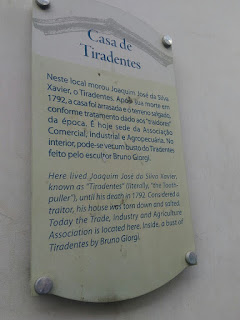 Casa de
Tiradentes
Neste local morou Joaquim José da Silva
Xavier, o Tiradentes. Após sua morte em
1792, a casa foi arrasada e o terreno salgado,
conforme tratamento dado aos "traidores"
da época. É hoje sede da Associação
Comercial, Industrial e Agropecuária. No
interior, pode-se ver um busto do Tiradentes
feito pelo escultor Bruno Giorgi.
Here lived Joaquim José da Silva Xavier,
known as "Tiradentes" (literally, "the tooth-
puller"), until his death in 1792. Considered a
traitor, his house was torn down and salted.
Today the Trade, Industry and Agriculture
Association is located here. Inside, a bust of
Tiradentes by Bruno Giorgi.